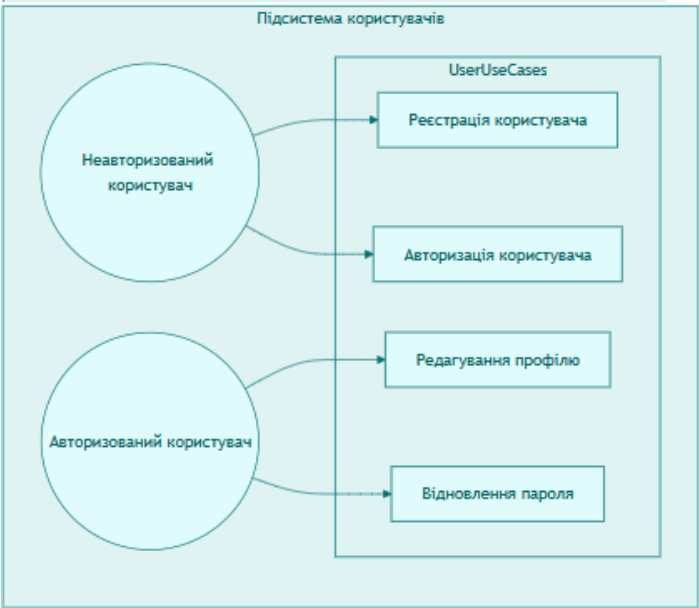 Підсистема користувачів
UserUseCases
Реєстрація користувача
Неавторизований
користувач
Авторизація користувача
Редагування профілю
Авторизований користувач
Відновлення пароля